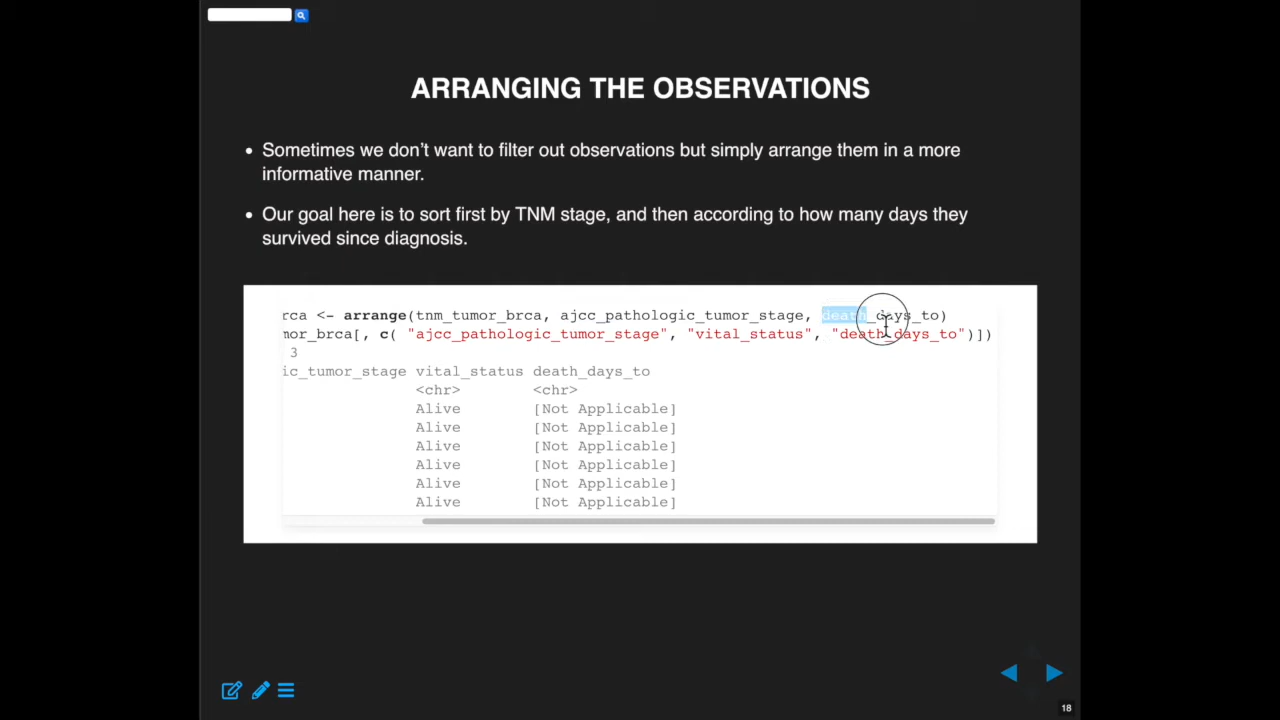 ARRANGING THE OBSERVATIONS
• Sometimes we don't want to filter out observations but simply arrange them in a more
informative manner.
• Our goal here is to sort first by TNM stage, and then according to how many days they
survived since diagnosis.
rca <- arrange(tnm_tumor_brca, ajcc_pathologic_tumor_stage, death_days_to)
mor_brca[, c( "ajcc_pathologic_tumor_stage", "vital_status", "death_days_to")])
3
ic_tumor_stage vital_status death_days_to
<chr> <chr>
Alive [Not Applicable]
Alive [Not Applicable]
Alive [Not Applicable]
Alive [Not Applicable]
Alive [Not Applicable]
Alive [Not Applicable]
18